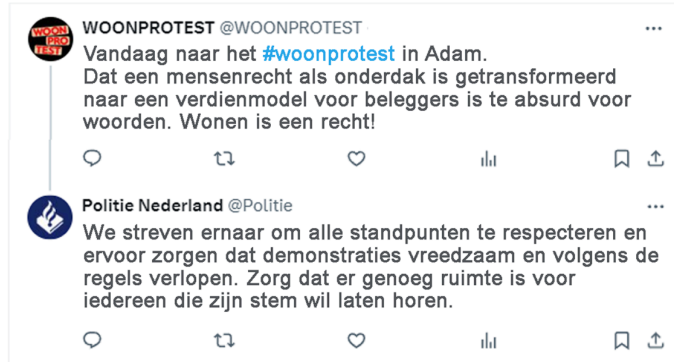 WOON
PRO
TEST
WOONPROTEST @WOONPROTEST
Vandaag naar het #woonprotest in Adam.
Dat een mensenrecht als onderdak is getransformeerd
naar een verdienmodel voor beleggers is te absurd voor
woorden. Wonen is een recht!
Politie Nederland @Politie
We streven ernaar om alle standpunten te respecteren en
ervoor zorgen dat demonstraties vreedzaam en volgens de
regels verlopen. Zorg dat er genoeg ruimte is voor
iedereen die zijn stem wil laten horen.